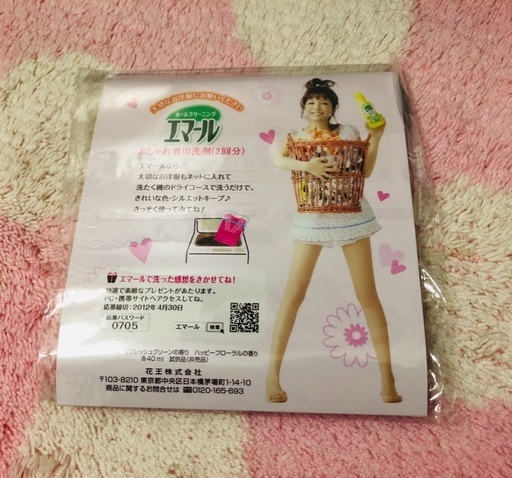 大切なお洋服にお使いください
ホームクリーニング
エマール
おしゃれ着用洗剤(2回分)
エマールなら、
大切なお洋服もネットに入れて
洗たく機のドライコースで洗うだけで、
きれいな色・シルエットキープ♪
さっそく使ってみてね!
エマールで洗った感想をきかせてね!
抽選で素敵なプレゼントがあたります。
PC・携帯サイトへアクセスしてね。
応募締切:2012年4月30日
応募パスワード
0705
エマール 検索
リフレッシュグリーンの香り ハッピーフローラルの香り
各40ml 試供品(非売品)
花王株式会社
〒103-8210 東京都中央区日本橋茅場町1-14-10
商品に関するお問合せは 0120-165-693